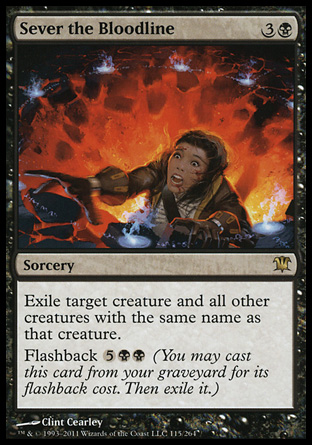 Sever the Bloodline 3
Sorcery
Exile target creature and all other
creatures with the same name as
that creature.
Flashback 5 (You may cast
this card from your graveyard for its
flashback cost. Then exile it.)
Clint Cearley
™ & © 1993–2011 Wizards of the Coast LLC 115/264